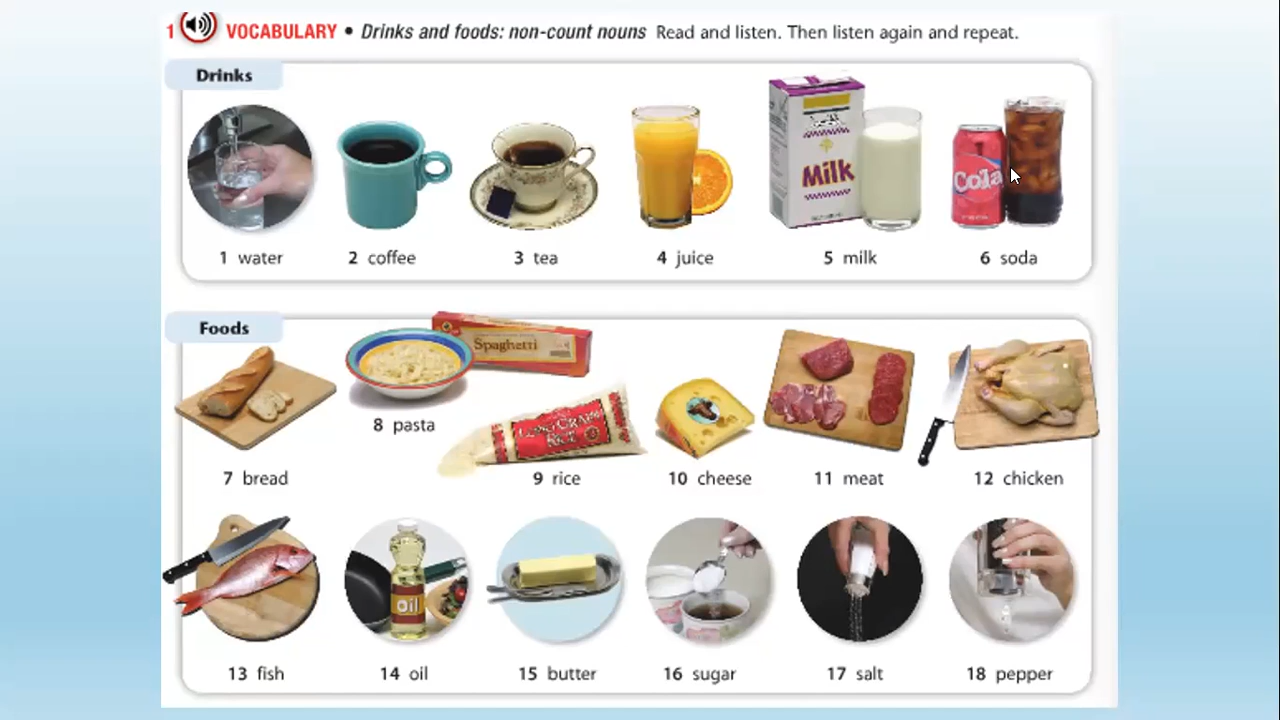 1 VOCABULARY • Drinks and foods: non-count nouns Read and listen. Then listen again and repeat.
Drinks
Milk
Cola
1 water 2 coffee 3 tea 4 juice 5 milk 6 soda
Foods
Spaghetti
8 pasta
LONG GRAIN
RICE
7 bread 9 rice 10 cheese 11 meat 12 chicken
Oil
13 fish 14 oil 15 butter 16 sugar 17 salt 18 pepper